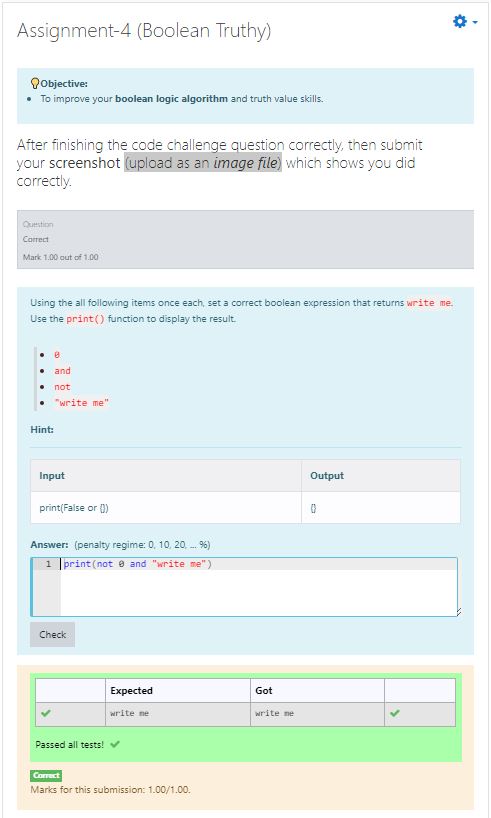 Assignment-4 (Boolean Truthy)
Objective:
To improve your boolean logic algorithm and truth value skills.
After finishing the code challenge question correctly, then submit
your screenshot (upload as an image file) which shows you did
correctly.
Question
Correct
Mark 1.00 out of 1.00
Using the all following items once each, set a correct boolean expression that returns write me.
Use the print() function to display the result.
0
and
not
"write me"
Hint:
Input Output
print(False or {}) {}
Answer: (penalty regime: 0, 10, 20, ... %)
1 print(not 0 and "write me")
Check
Expected Got
write me write me
Passed all tests!
Correct
Marks for this submission: 1.00/1.00.